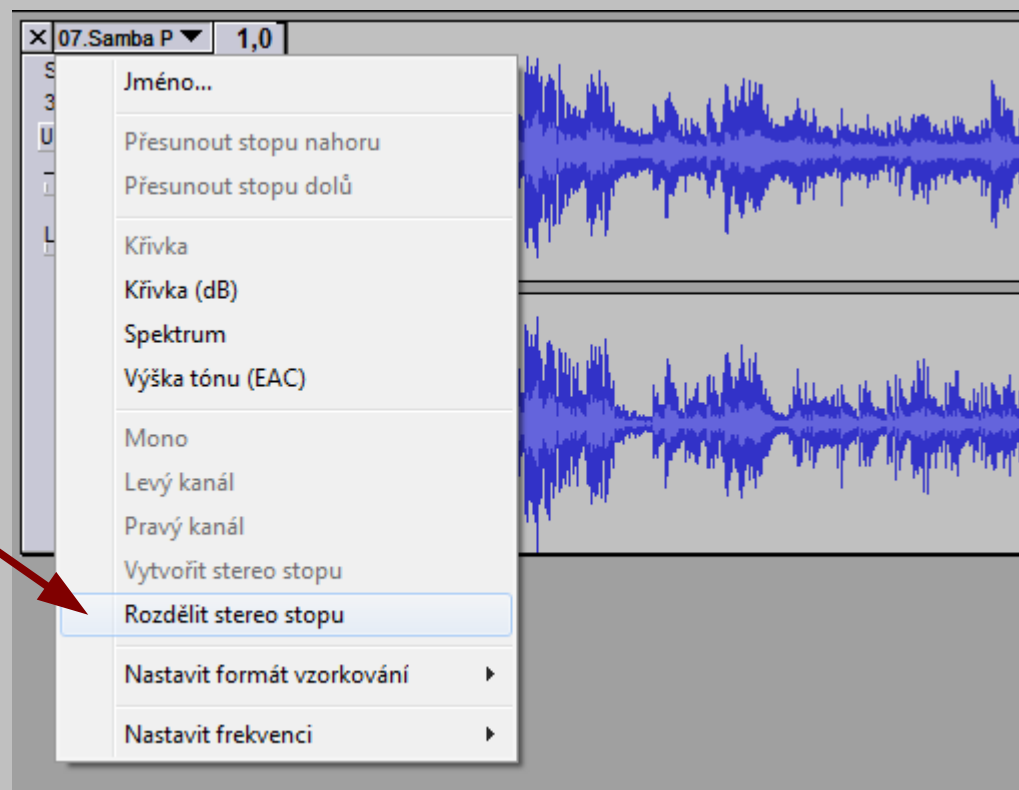 07.Samba P
1,0
S
3
U
L
Jméno...
Přesunout stopu nahoru
Přesunout stopu dolů
Křivka
Křivka (dB)
Spektrum
Výška tónu (EAC)
Mono
Levý kanál
Pravý kanál
Vytvořit stereo stopu
Rozdělit stereo stopu
Nastavit formát vzorkování
Nastavit frekvenci